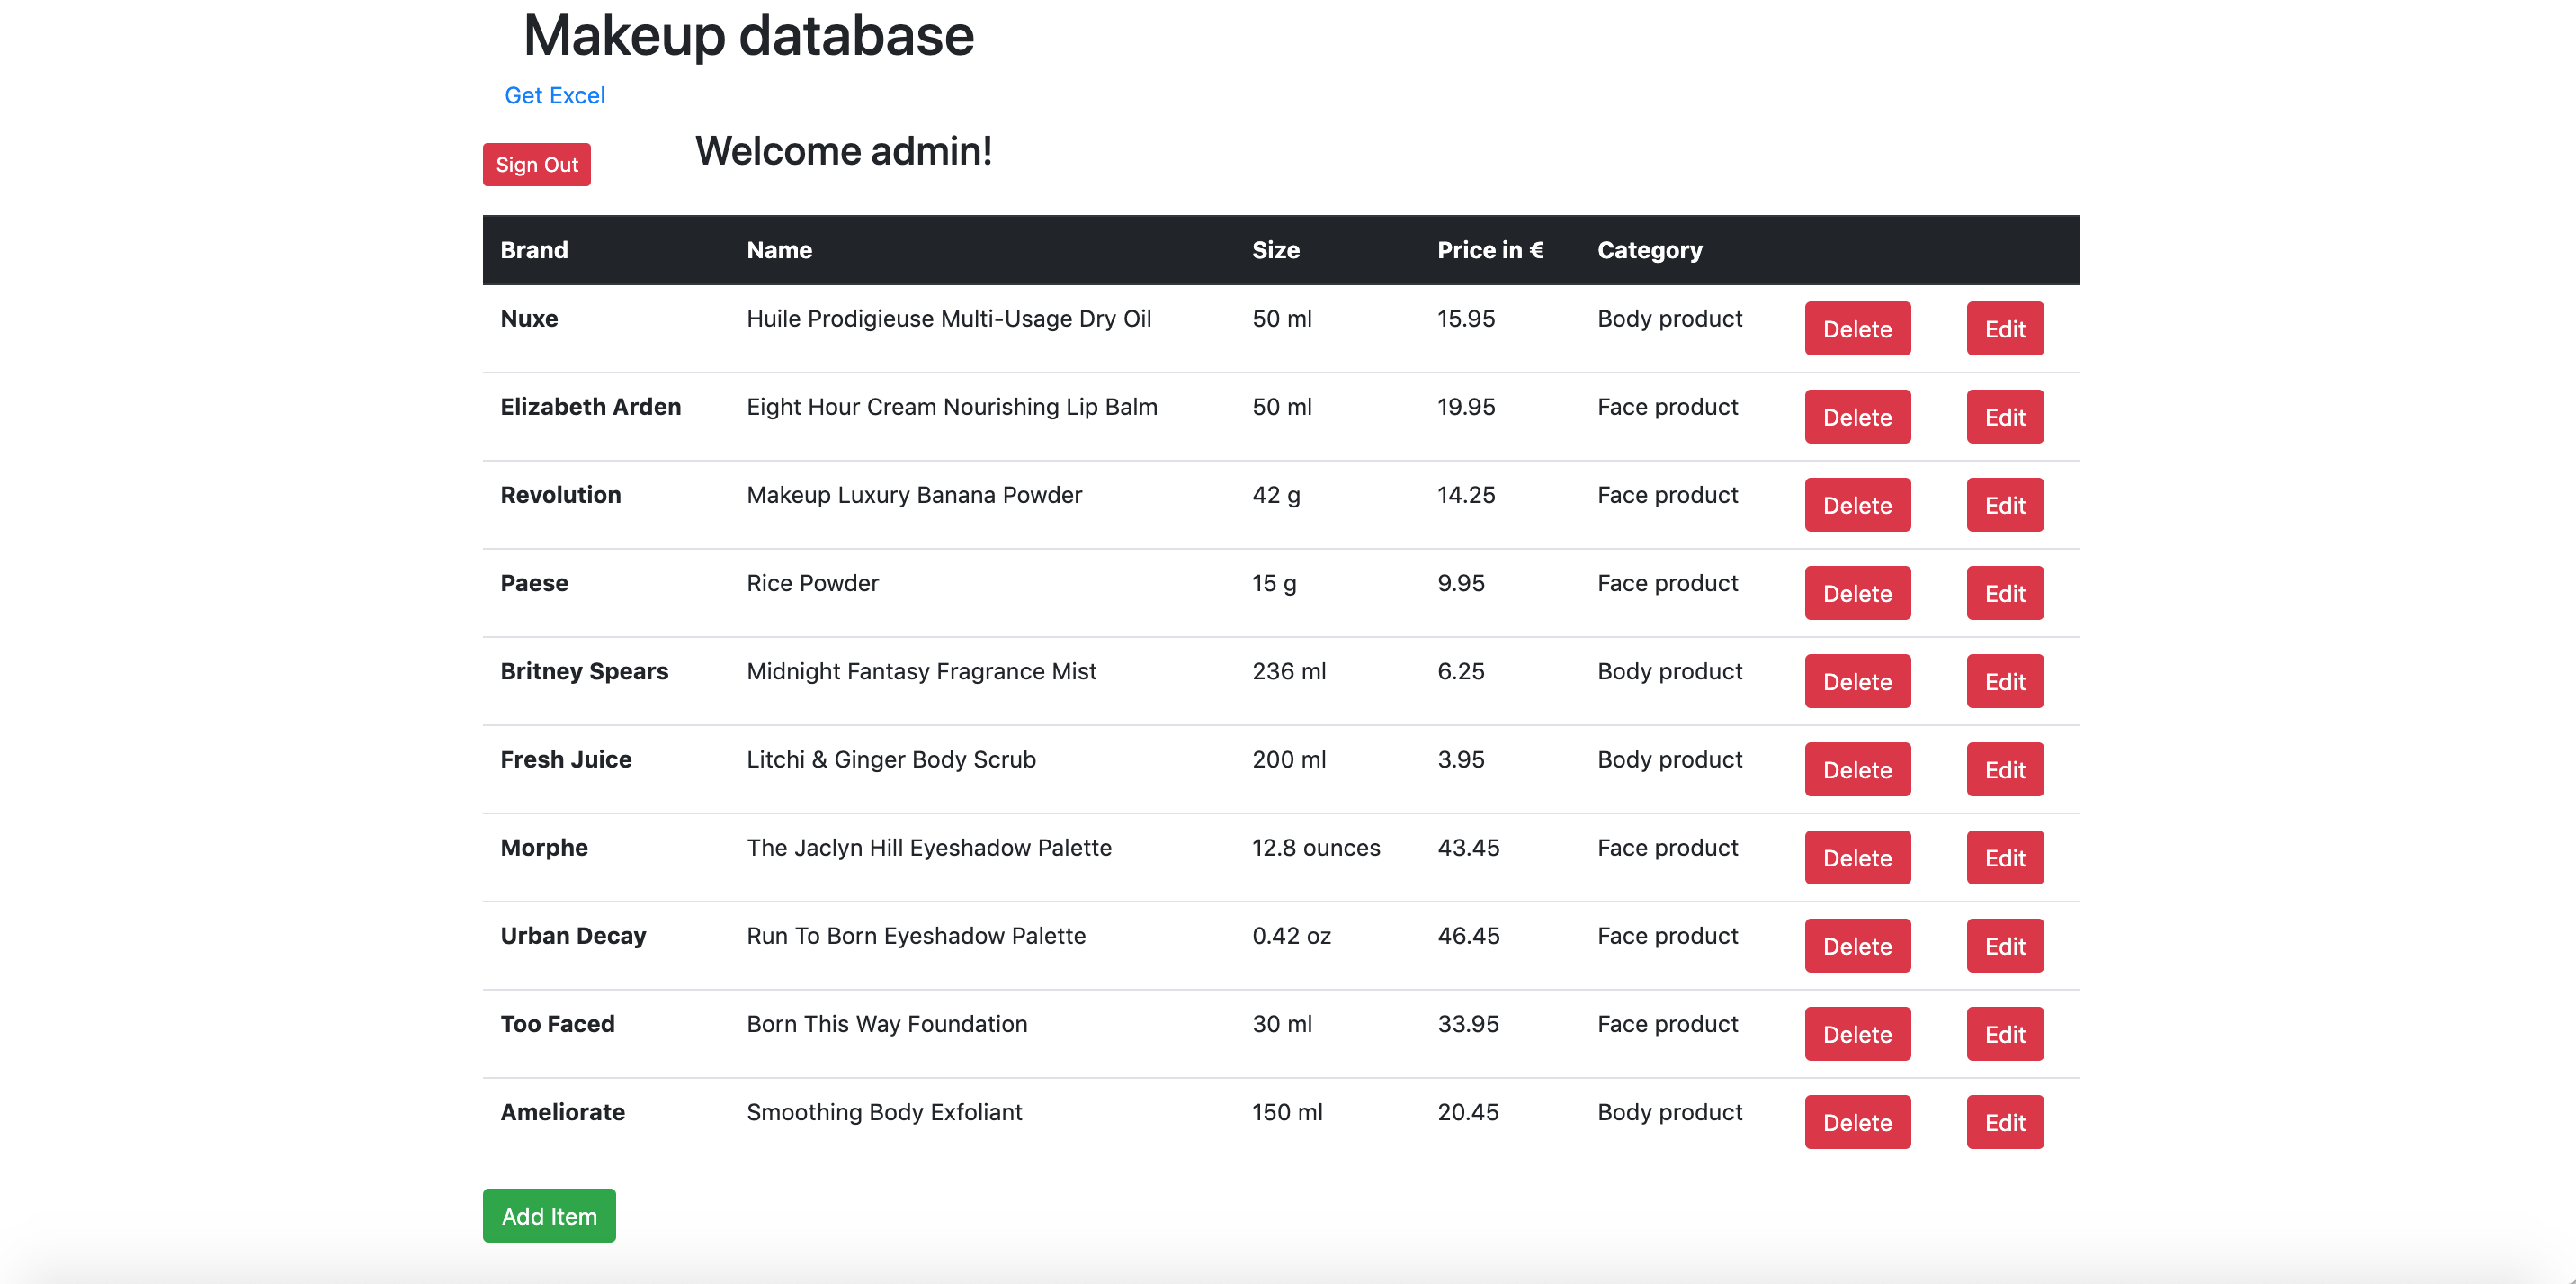 Makeup database
Get Excel
Sign Out Welcome admin!
Brand Name Size Price in € Category
Nuxe Huile Prodigieuse Multi-Usage Dry Oil 50 ml 15.95 Body product Delete Edit
Elizabeth Arden Eight Hour Cream Nourishing Lip Balm 50 ml 19.95 Face product Delete Edit
Revolution Makeup Luxury Banana Powder 42 g 14.25 Face product Delete Edit
Paese Rice Powder 15 g 9.95 Face product Delete Edit
Britney Spears Midnight Fantasy Fragrance Mist 236 ml 6.25 Body product Delete Edit
Fresh Juice Litchi & Ginger Body Scrub 200 ml 3.95 Body product Delete Edit
Morphe The Jaclyn Hill Eyeshadow Palette 12.8 ounces 43.45 Face product Delete Edit
Urban Decay Run To Born Eyeshadow Palette 0.42 oz 46.45 Face product Delete Edit
Too Faced Born This Way Foundation 30 ml 33.95 Face product Delete Edit
Ameliorate Smoothing Body Exfoliant 150 ml 20.45 Body product Delete Edit
Add Item